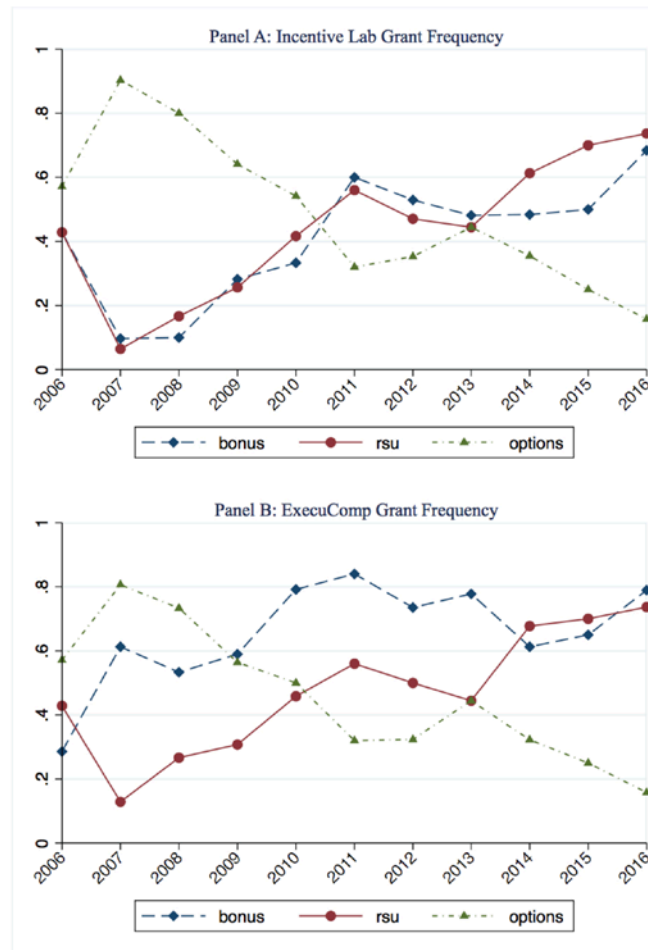 Panel A: Incentive Lab Grant Frequency
1
.8
.6
.4
.2
0
2006 2007 2008 2009 2010 2011 2012 2013 2014 2015 2016
bonus rsu options
Panel B: ExecuComp Grant Frequency
1
.8
.6
.4
.2
0
2006 2007 2008 2009 2010 2011 2012 2013 2014 2015 2016
bonus rsu options